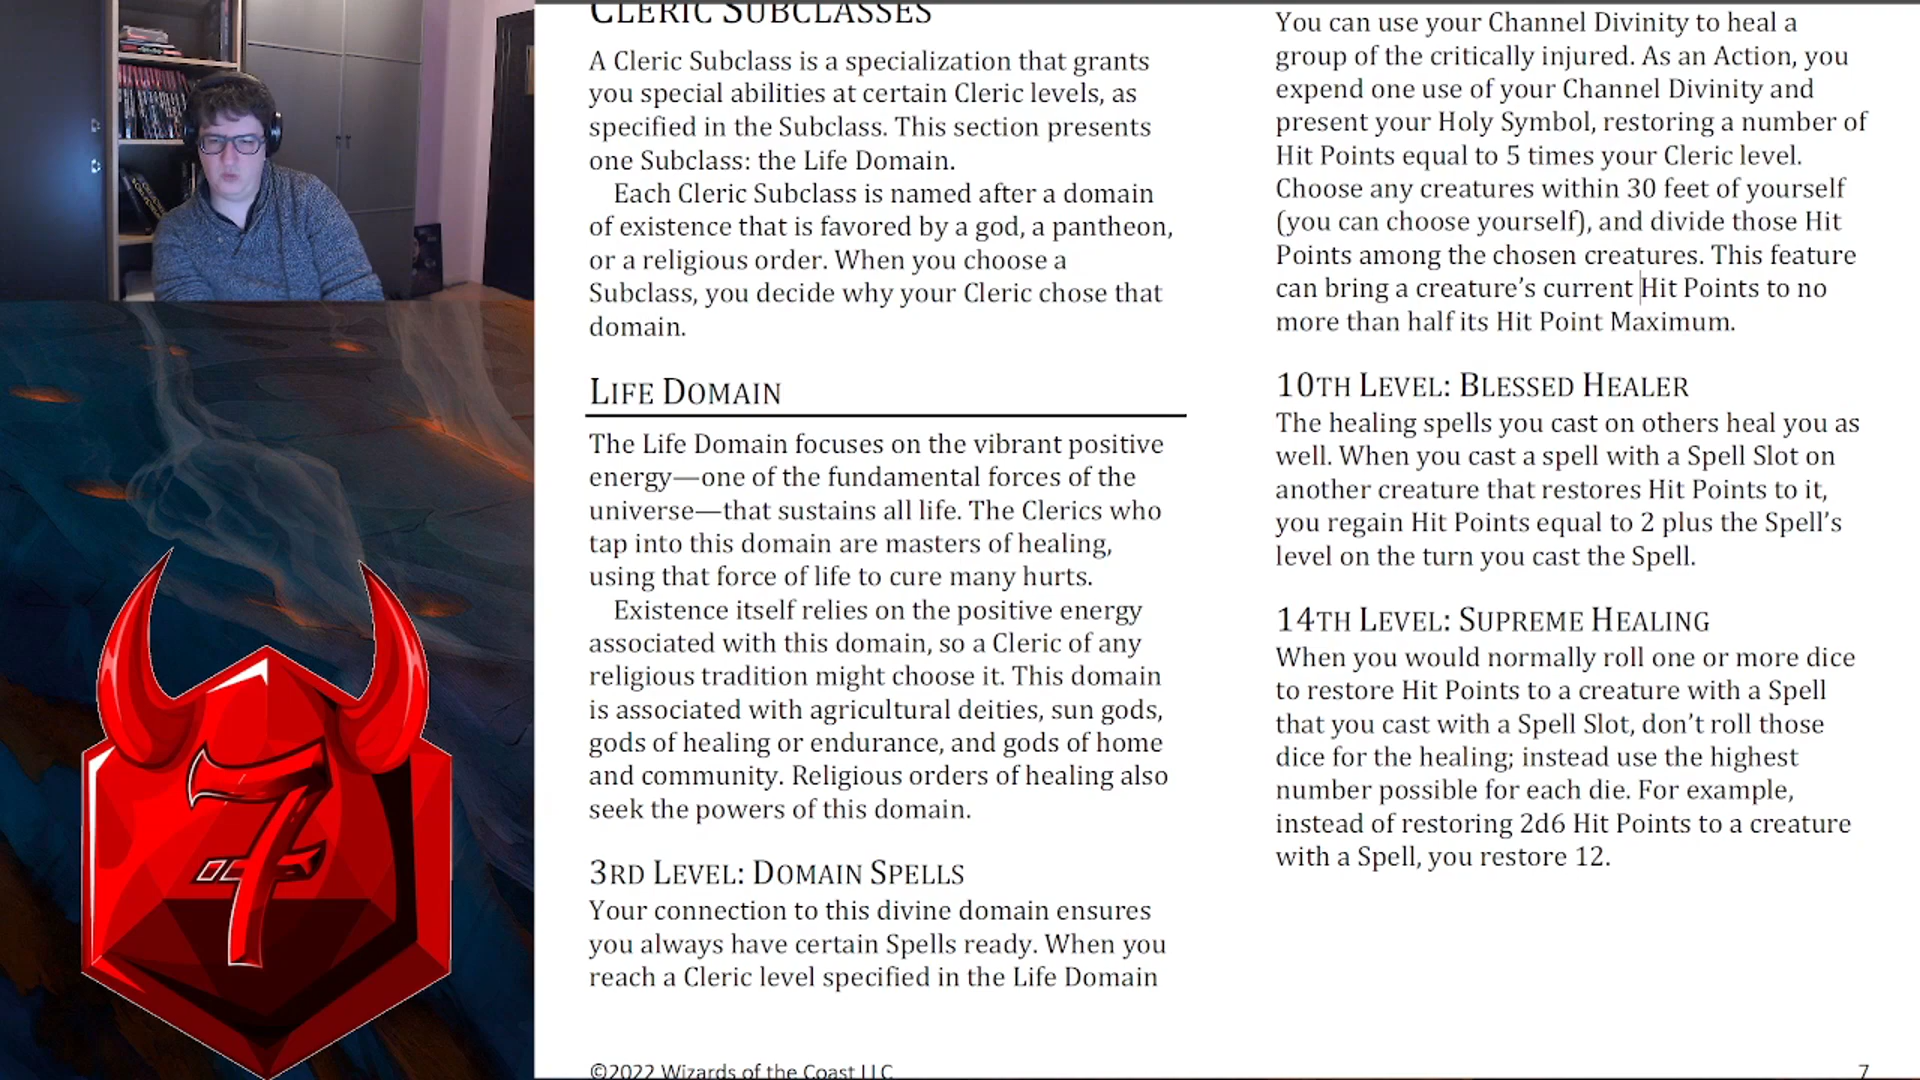 CLERIC SUBCLASSES
A Cleric Subclass is a specialization that grants
you special abilities at certain Cleric levels, as
specified in the Subclass. This section presents
one Subclass: the Life Domain.
Each Cleric Subclass is named after a domain
of existence that is favored by a god, a pantheon,
or a religious order. When you choose a
Subclass, you decide why your Cleric chose that
domain.
LIFE DOMAIN
The Life Domain focuses on the vibrant positive
energy—one of the fundamental forces of the
universe—that sustains all life. The Clerics who
tap into this domain are masters of healing,
using that force of life to cure many hurts.
Existence itself relies on the positive energy
associated with this domain, so a Cleric of any
religious tradition might choose it. This domain
is associated with agricultural deities, sun gods,
gods of healing or endurance, and gods of home
and community. Religious orders of healing also
seek the powers of this domain.
3RD LEVEL: DOMAIN SPELLS
Your connection to this divine domain ensures
you always have certain Spells ready. When you
reach a Cleric level specified in the Life Domain
You can use your Channel Divinity to heal a
group of the critically injured. As an Action, you
expend one use of your Channel Divinity and
present your Holy Symbol, restoring a number of
Hit Points equal to 5 times your Cleric level.
Choose any creatures within 30 feet of yourself
(you can choose yourself), and divide those Hit
Points among the chosen creatures. This feature
can bring a creature’s current Hit Points to no
more than half its Hit Point Maximum.
10TH LEVEL: BLESSED HEALER
The healing spells you cast on others heal you as
well. When you cast a spell with a Spell Slot on
another creature that restores Hit Points to it,
you regain Hit Points equal to 2 plus the Spell’s
level on the turn you cast the Spell.
14TH LEVEL: SUPREME HEALING
When you would normally roll one or more dice
to restore Hit Points to a creature with a Spell
that you cast with a Spell Slot, don’t roll those
dice for the healing; instead use the highest
number possible for each die. For example,
instead of restoring 2d6 Hit Points to a creature
with a Spell, you restore 12.
©2022 Wizards of the Coast LLC
7
7